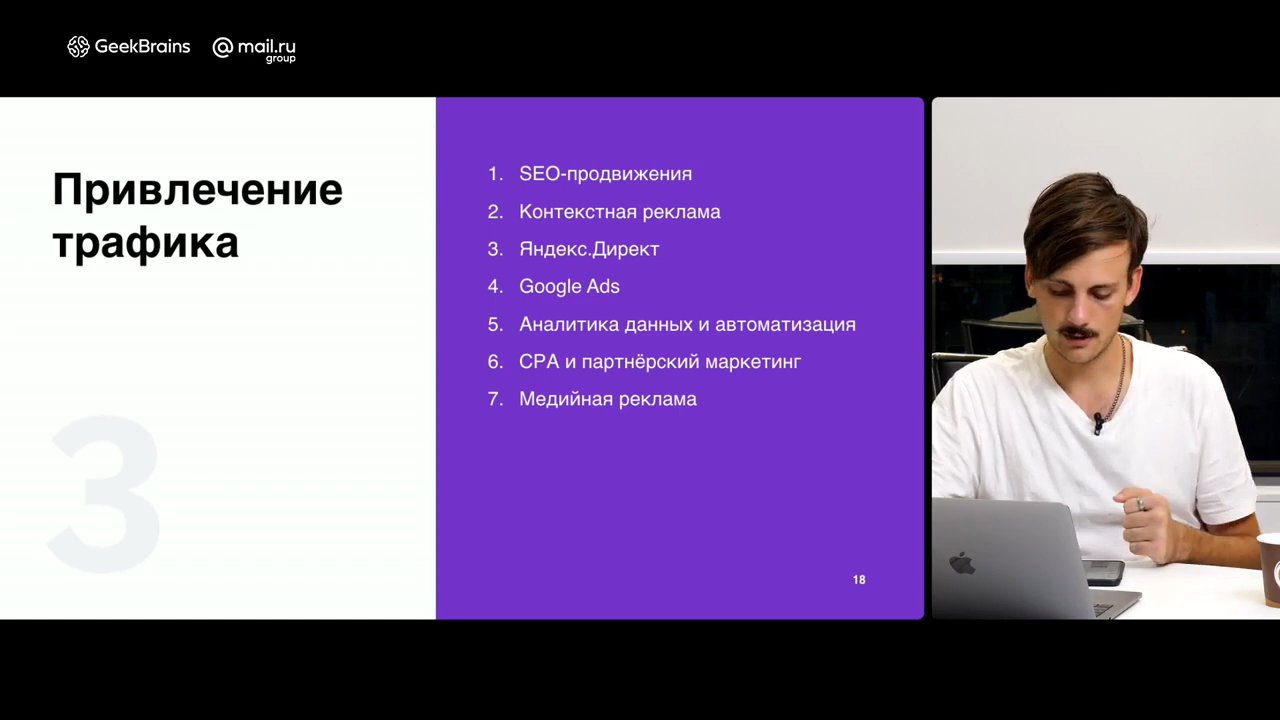 GeekBrains
@mail.ru
group
Привлечение
трафика
3
1. SEO-продвижения
2. Контекстная реклама
3. Яндекс.Директ
4. Google Ads
5. Аналитика данных и автоматизация
6. CPA и партнёрский маркетинг
7. Медийная реклама
18